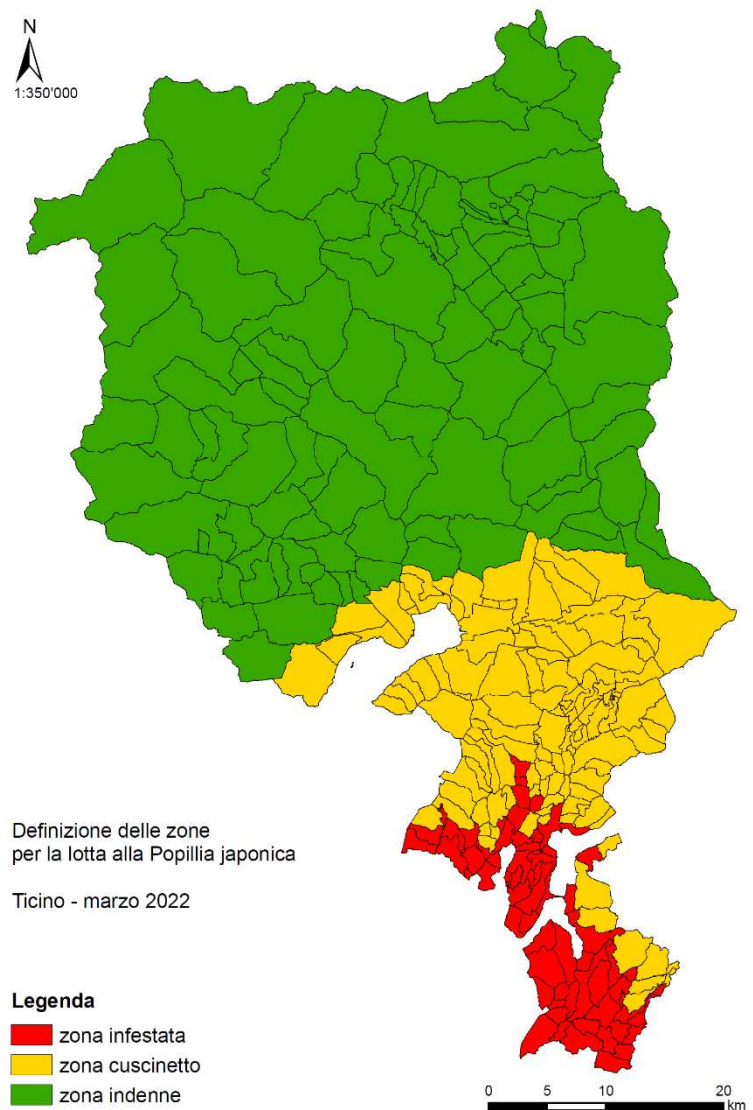 N
1:350'000
Definizione delle zone
per la lotta alla Popillia japonica
Ticino - marzo 2022
Legenda
zona infestata
zona cuscinetto
zona indenne
0 5 10 20
km